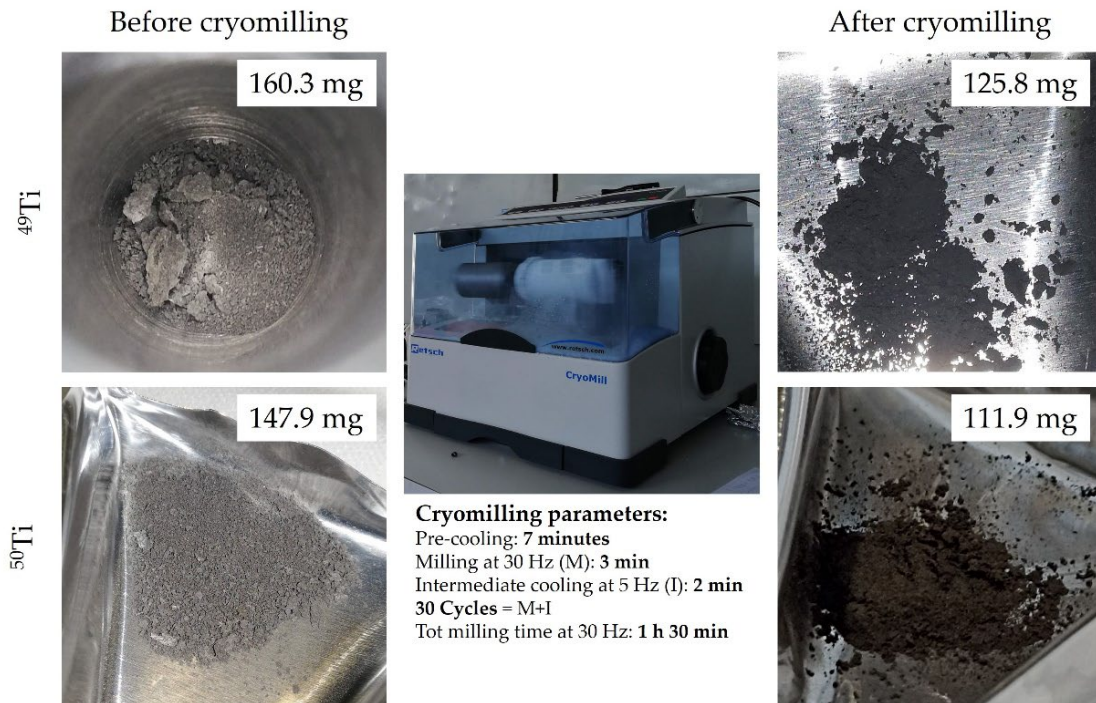 Before cryomilling
After cryomilling
160.3 mg
125.8 mg
⁴⁹Ti
Retsch
www.retsch.com
CryoMill
147.9 mg
111.9 mg
⁵⁰Ti
Cryomilling parameters:
Pre-cooling: 7 minutes
Milling at 30 Hz (M): 3 min
Intermediate cooling at 5 Hz (I): 2 min
30 Cycles = M+I
Tot milling time at 30 Hz: 1 h 30 min